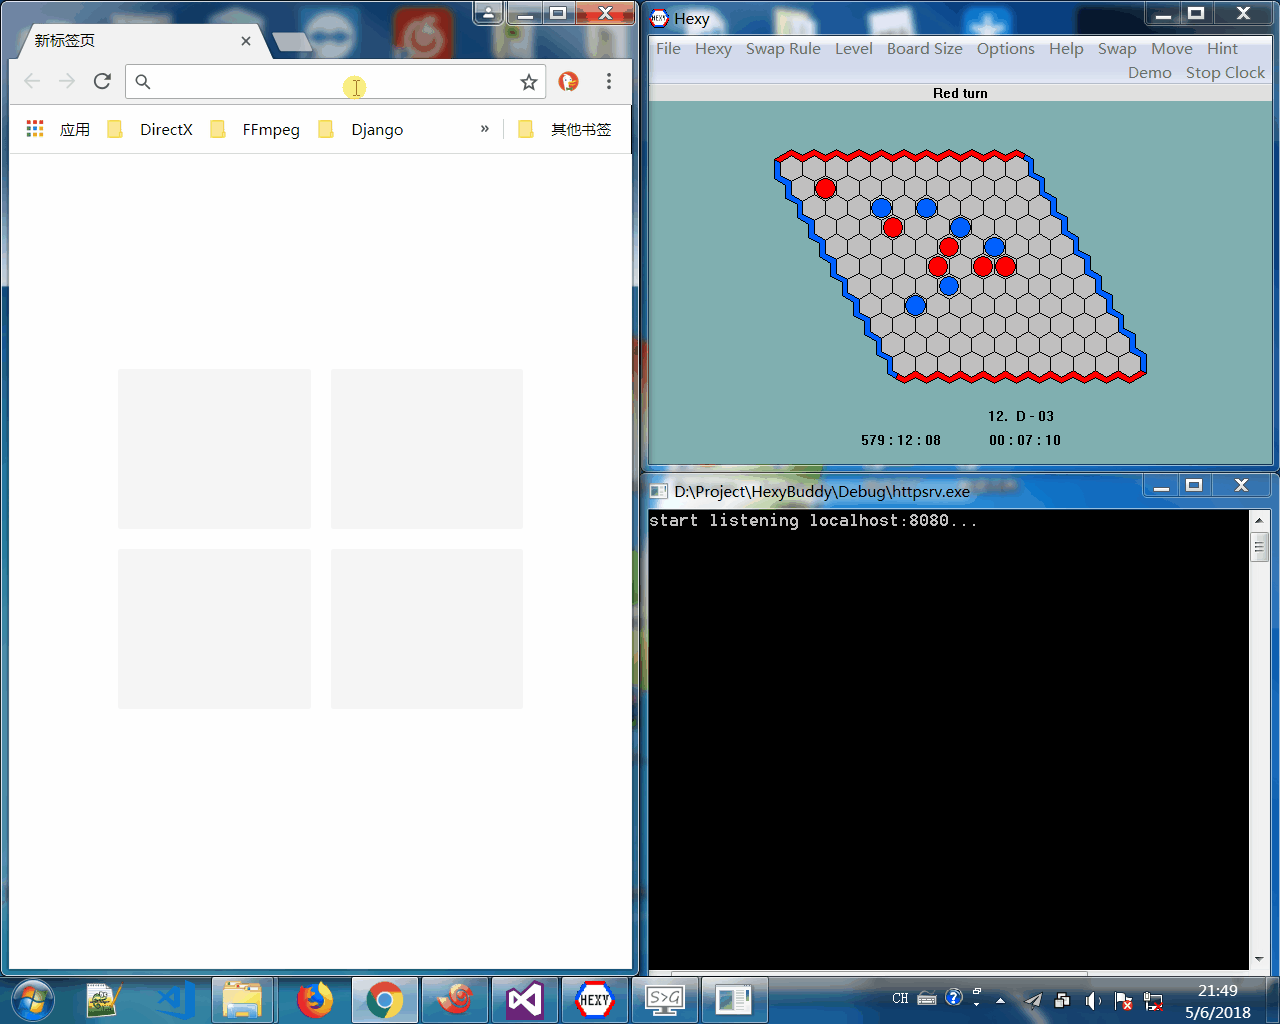 新标签页
应用 DirectX FFmpeg Django » 其他书签
Hexy
File Hexy Swap Rule Level Board Size Options Help Swap Move Hint
Demo Stop Clock
Red turn
12. D - 03
579 : 12 : 08 00 : 07 : 10
D:\Project\HexyBuddy\Debug\httpsrv.exe
start listening localhost:8080...
HEXY
S>G
CH
21:49
5/6/2018